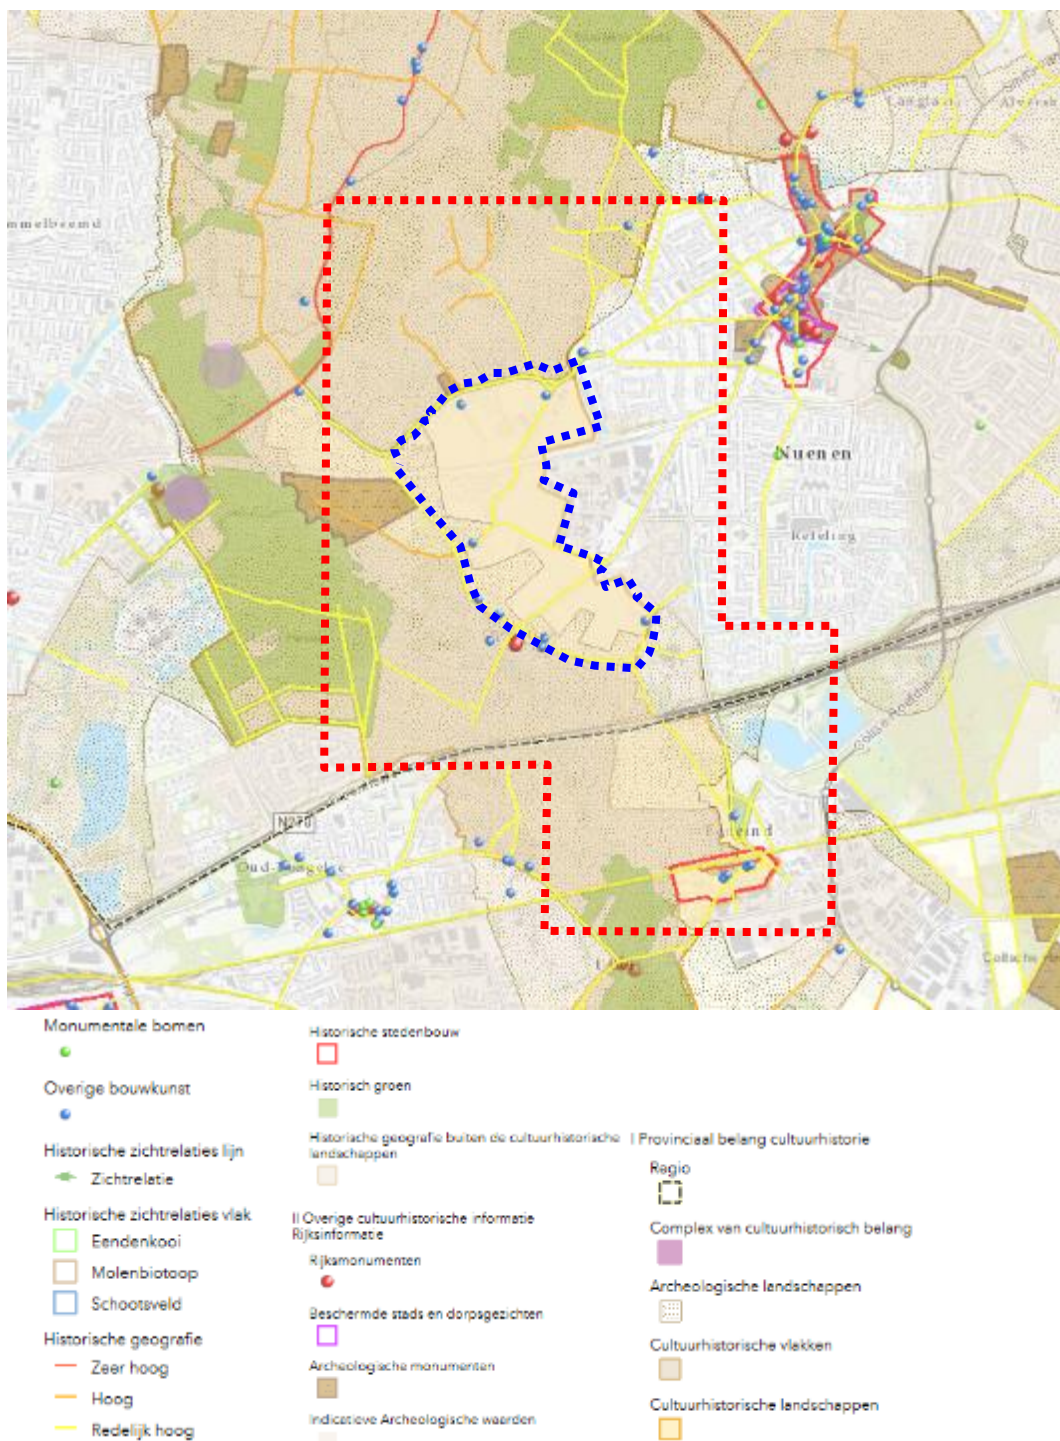 mmelbeemd
Nuenen
Refeling
N270
Monumentale bomen
Overige bouwkunst
Historische zichtrelaties lijn
Zichtrelatie
Historische zichtrelaties vlak
Eendenkooi
Molenbiotoop
Schootsveld
Historische geografie
Zeer hoog
Hoog
Redelijk hoog
Historische stedenbouw
Historisch groen
Historische geografie buiten de cultuurhistorische
landschappen
II Overige cultuurhistorische informatie
Rijksinformatie
Rijksmonumenten
Beschermde stads en dorpsgezichten
Archeologische monumenten
Indicatieve Archeologische waarden
I Provinciaal belang cultuurhistorie
Regio
Complex van cultuurhistorisch belang
Archeologische landschappen
Cultuurhistorische vlakken
Cultuurhistorische landschappen